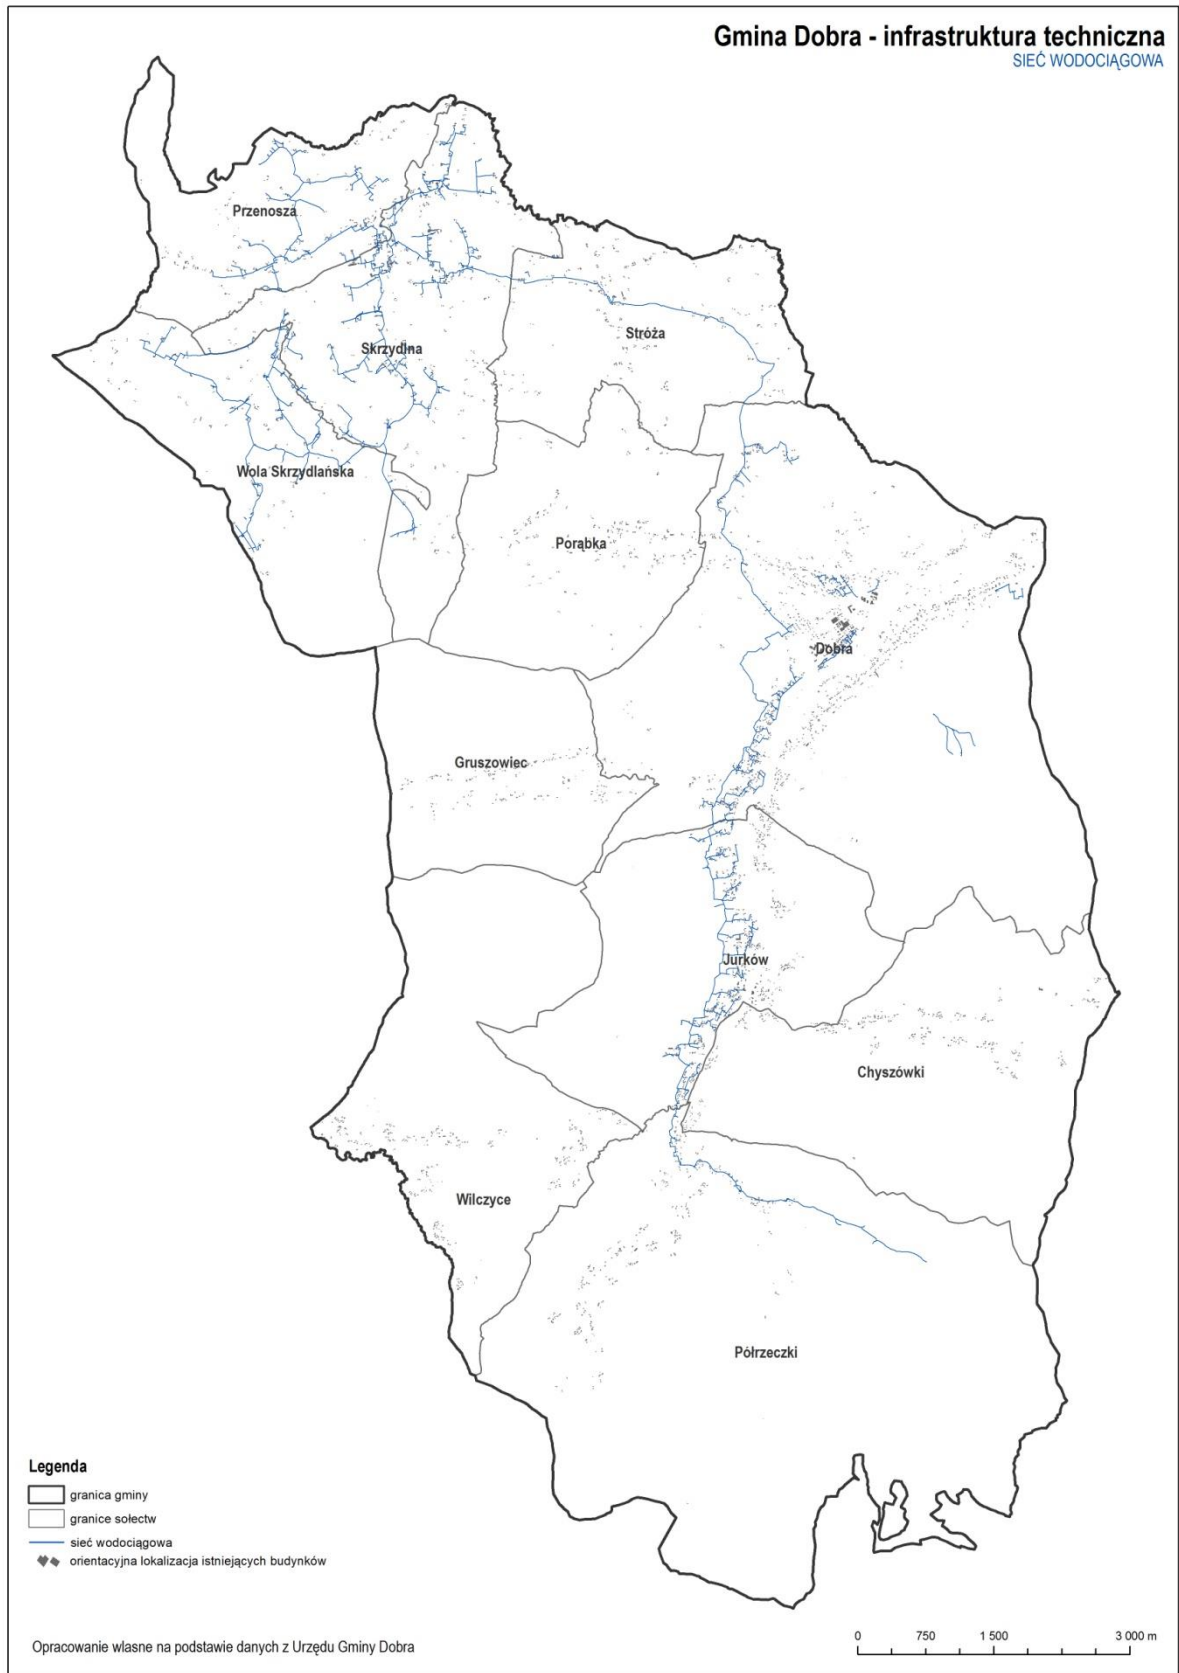 Gmina Dobra - infrastruktura techniczna
SIEĆ WODOCIĄGOWA
Przenosza
Stróża
Skrzydlna
Wola Skrzydlańska
Porąbka
Dobra
Gruszowiec
Jurków
Chyszówki
Wilczyce
Półrzeczki
Legenda
granica gminy
granice sołectw
sieć wodociągowa
orientacyjna lokalizacja istniejących budynków
Opracowanie wlasne na podstawie danych z Urzędu Gminy Dobra
0 750 1 500 3 000 m